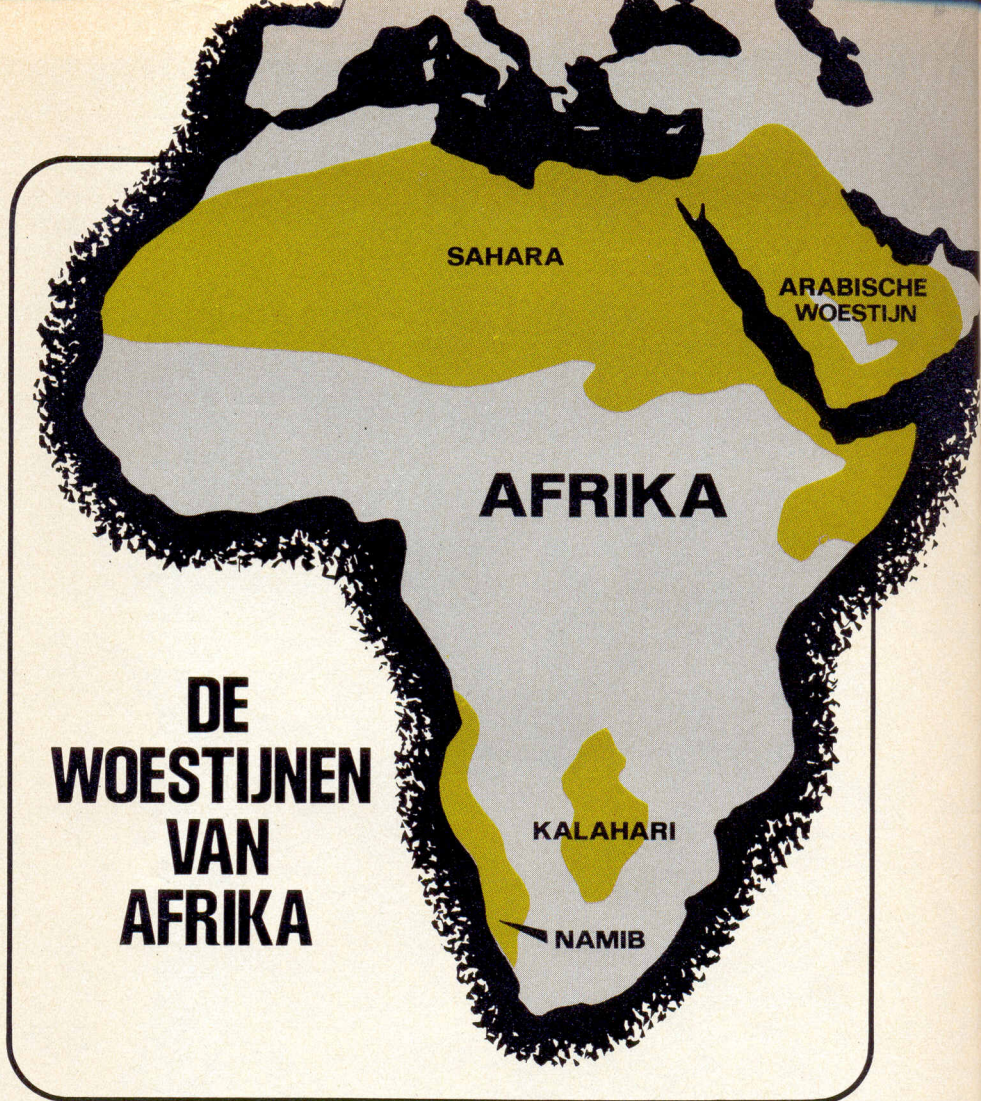 SAHARA
ARABISCHE
WOESTIJN
AFRIKA
DE
WOESTIJNEN
VAN
AFRIKA
KALAHARI
NAMIB